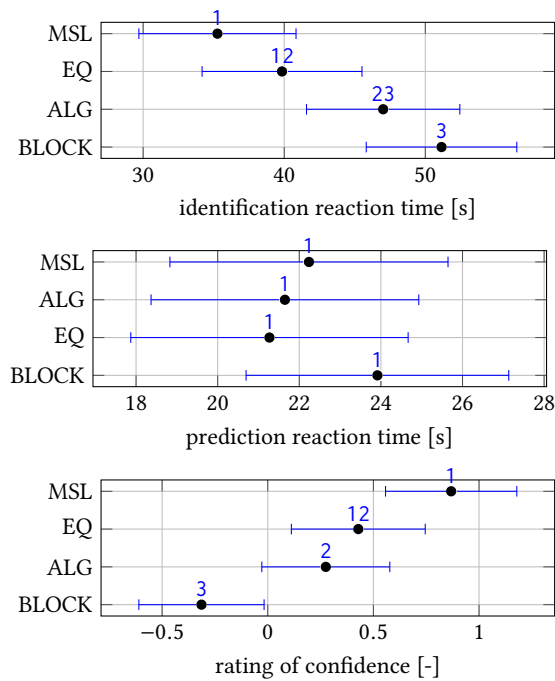 1
MSL
12
EQ
23
ALG
3
BLOCK
30 40 50
identification reaction time [s]
1
MSL
1
ALG
1
EQ
1
BLOCK
18 20 22 24 26 28
prediction reaction time [s]
1
MSL
12
EQ
2
ALG
3
BLOCK
−0.5 0 0.5 1
rating of confidence [-]